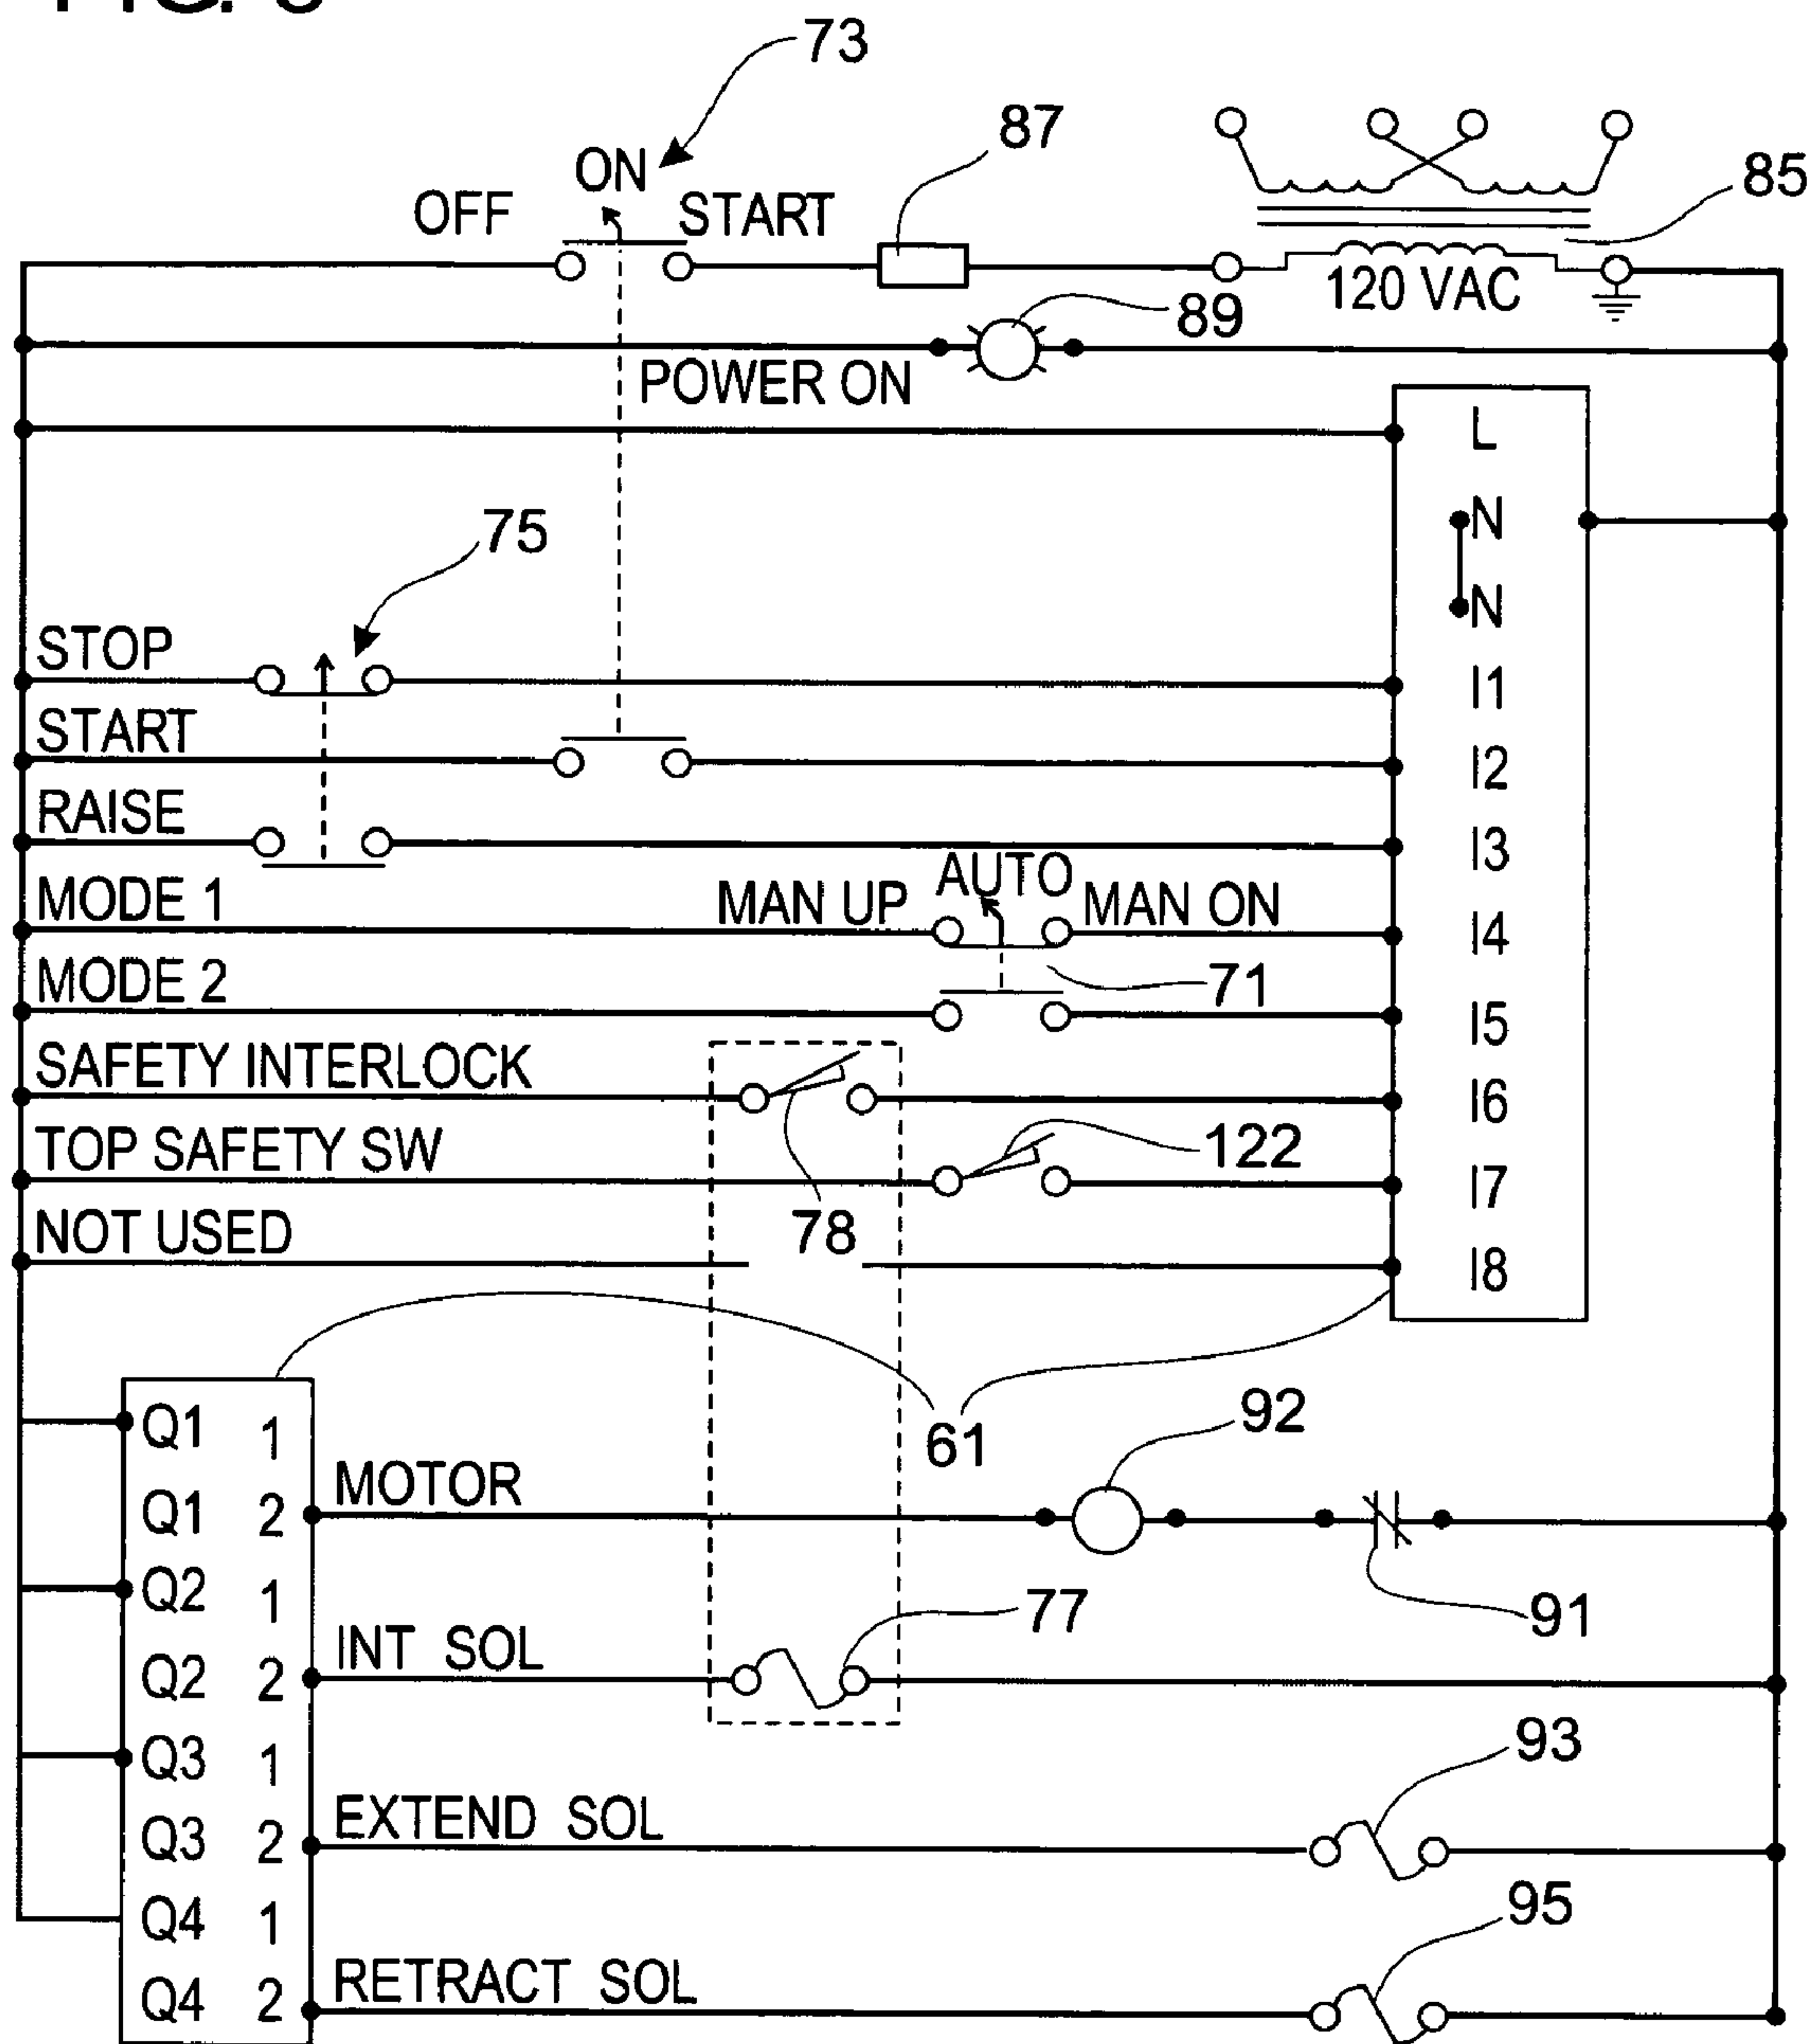 73
87
ON
85
OFF
START
120 VAC
89
POWER ON
L
N
75
N
STOP
I1
START
I2
RAISE
I3
MODE 1
MAN UP
AUTO
MAN ON
I4
MODE 2
71
I5
SAFETY INTERLOCK
I6
TOP SAFETY SW
122
I7
78
NOT USED
I8
Q1 1
61
92
Q1 2
MOTOR
Q2 1
77
91
Q2 2
INT SOL
Q3 1
93
Q3 2
EXTEND SOL
Q4 1
95
Q4 2
RETRACT SOL